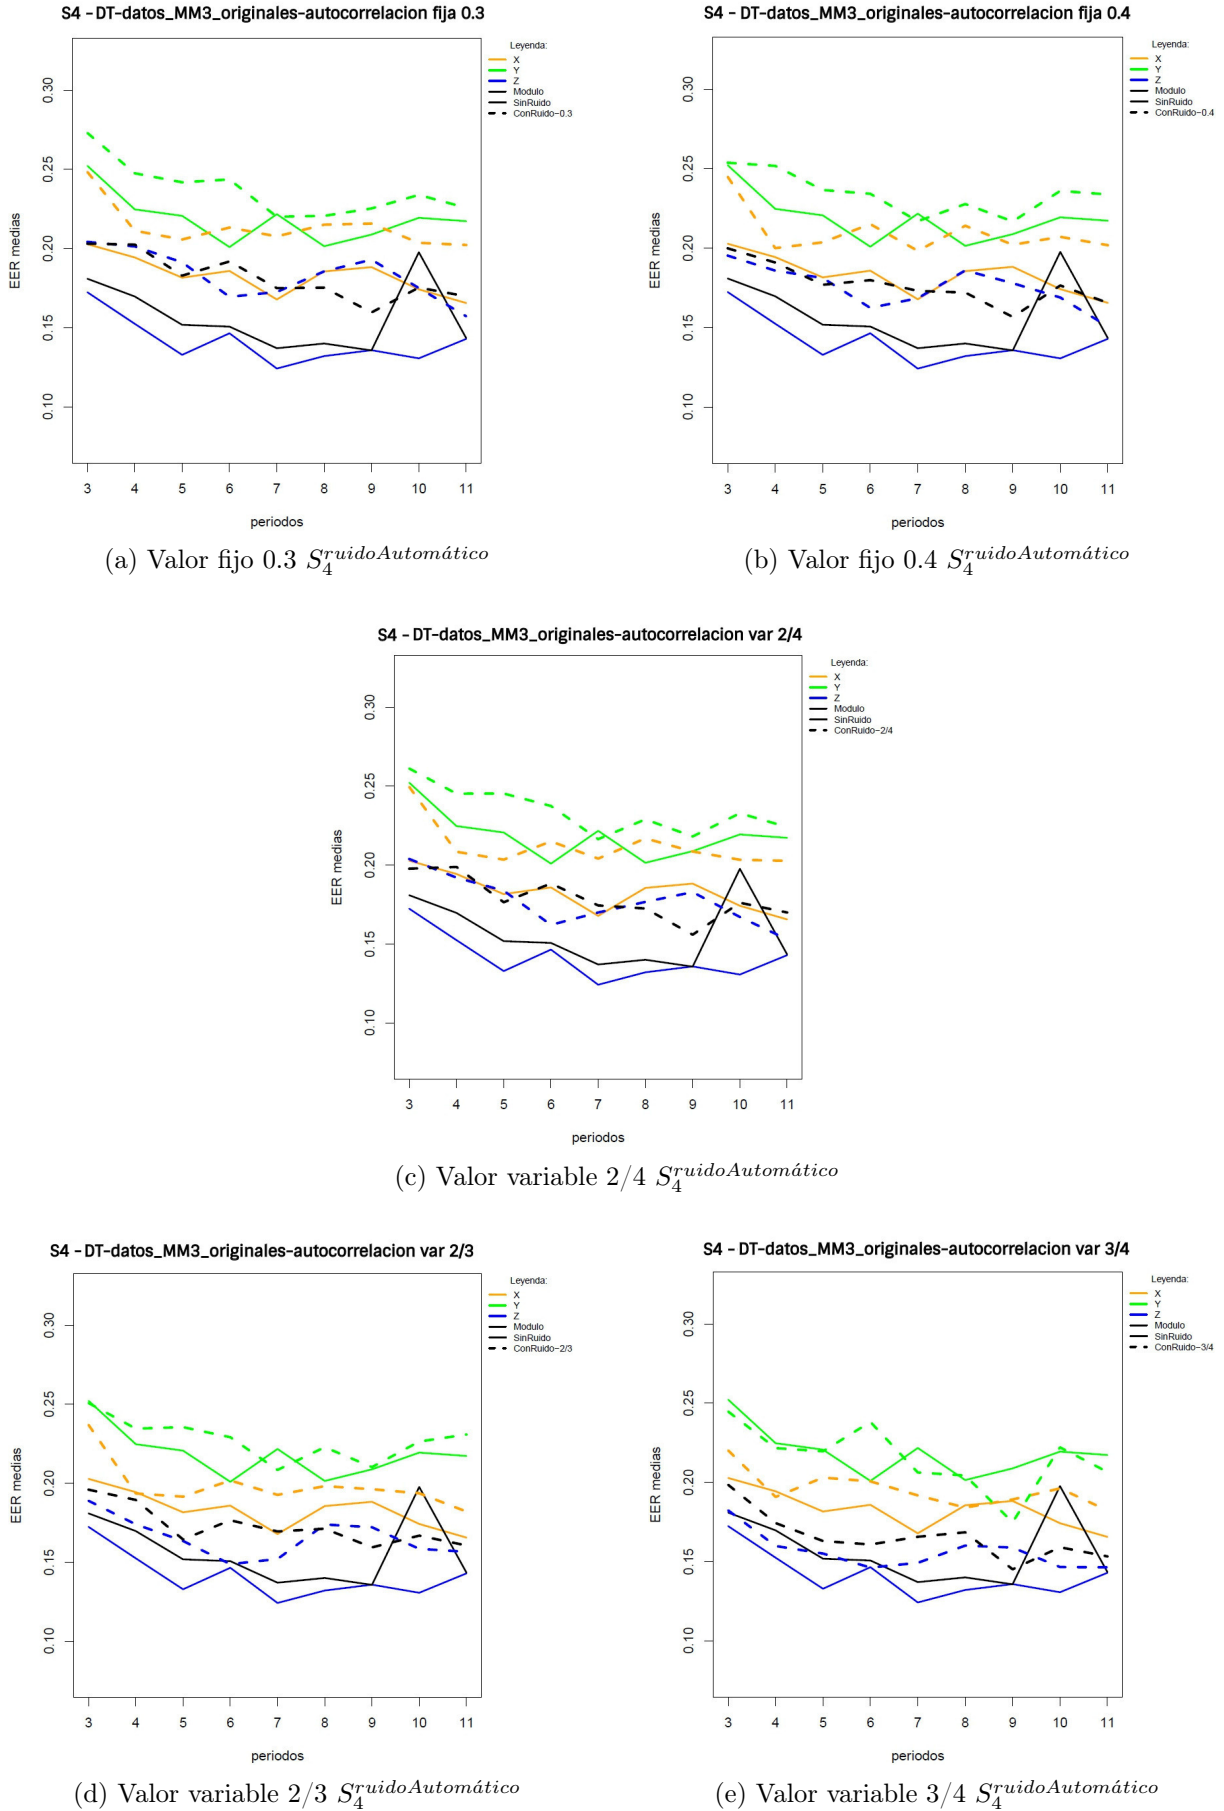 S4 - DT-datos_MM3_originales-autocorrelacion fija 0.3
Leyenda:
X
Y
Z
Modulo
SinRuido
ConRuido-0.3
EER medias
0.30
0.25
0.20
0.15
0.10
3 4 5 6 7 8 9 10 11
periodos
(a) Valor fijo 0.3 S_4^{ruidoAutomático}
S4 - DT-datos_MM3_originales-autocorrelacion fija 0.4
Leyenda:
X
Y
Z
Modulo
SinRuido
ConRuido-0.4
EER medias
0.30
0.25
0.20
0.15
0.10
3 4 5 6 7 8 9 10 11
periodos
(b) Valor fijo 0.4 S_4^{ruidoAutomático}
S4 - DT-datos_MM3_originales-autocorrelacion var 2/4
Leyenda:
X
Y
Z
Modulo
SinRuido
ConRuido-2/4
EER medias
0.30
0.25
0.20
0.15
0.10
3 4 5 6 7 8 9 10 11
periodos
(c) Valor variable 2/4 S_4^{ruidoAutomático}
S4 - DT-datos_MM3_originales-autocorrelacion var 2/3
Leyenda:
X
Y
Z
Modulo
SinRuido
ConRuido-2/3
EER medias
0.30
0.25
0.20
0.15
0.10
3 4 5 6 7 8 9 10 11
periodos
(d) Valor variable 2/3 S_4^{ruidoAutomático}
S4 - DT-datos_MM3_originales-autocorrelacion var 3/4
Leyenda:
X
Y
Z
Modulo
SinRuido
ConRuido-3/4
EER medias
0.30
0.25
0.20
0.15
0.10
3 4 5 6 7 8 9 10 11
periodos
(e) Valor variable 3/4 S_4^{ruidoAutomático}